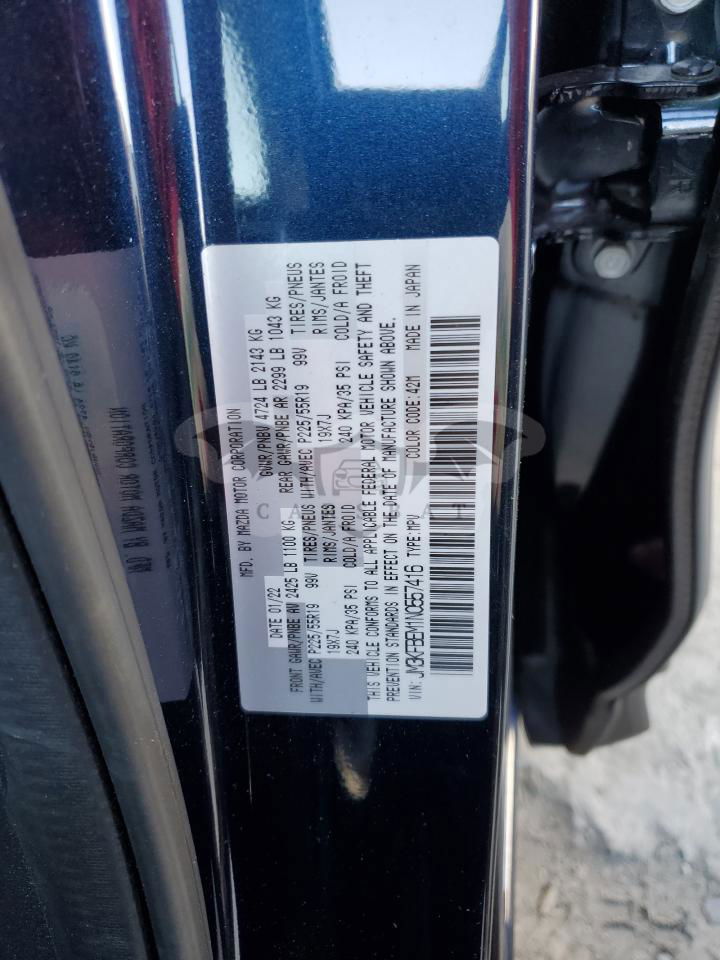 MFD. BY MAZDA MOTOR CORPORATION
DATE 01/22 GVWR/PNBV 4724 LB 2143 KG
FRONT GAWR/PNBE AV 2425 LB 1100 KG REAR GAWR/PNBE AR 2299 LB 1043 KG
WITH/AVEC P225/55R19 99V TIRES/PNEUS WITH/AVEC P225/55R19 99V TIRES/PNEUS
19X7J RIMS/JANTES 19X7J RIMS/JANTES
240 KPA/35 PSI COLD/A FROID 240 KPA/35 PSI COLD/A FROID
THIS VEHICLE CONFORMS TO ALL APPLICABLE FEDERAL MOTOR VEHICLE SAFETY AND THEFT
PREVENTION STANDARDS IN EFFECT ON THE DATE OF MANUFACTURE SHOWN ABOVE.
VIN: JM3KFBEM1N0557416 TYPE:MPV COLOR CODE:42M MADE IN JAPAN